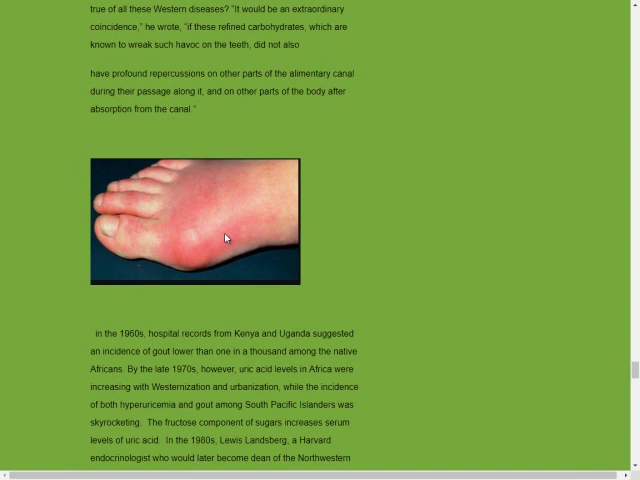 true of all these Western diseases? "It would be an extraordinary
coincidence," he wrote, "if these refined carbohydrates, which are
known to wreak such havoc on the teeth, did not also
have profound repercussions on other parts of the alimentary canal
during their passage along it, and on other parts of the body after
absorption from the canal."
in the 1960s, hospital records from Kenya and Uganda suggested
an incidence of gout lower than one in a thousand among the native
Africans. By the late 1970s, however, uric acid levels in Africa were
increasing with Westernization and urbanization, while the incidence
of both hyperuricemia and gout among South Pacific Islanders was
skyrocketing.  The fructose component of sugars increases serum
levels of uric acid.  In the 1980s, Lewis Landsberg, a Harvard
endocrinologist who would later become dean of the Northwestern